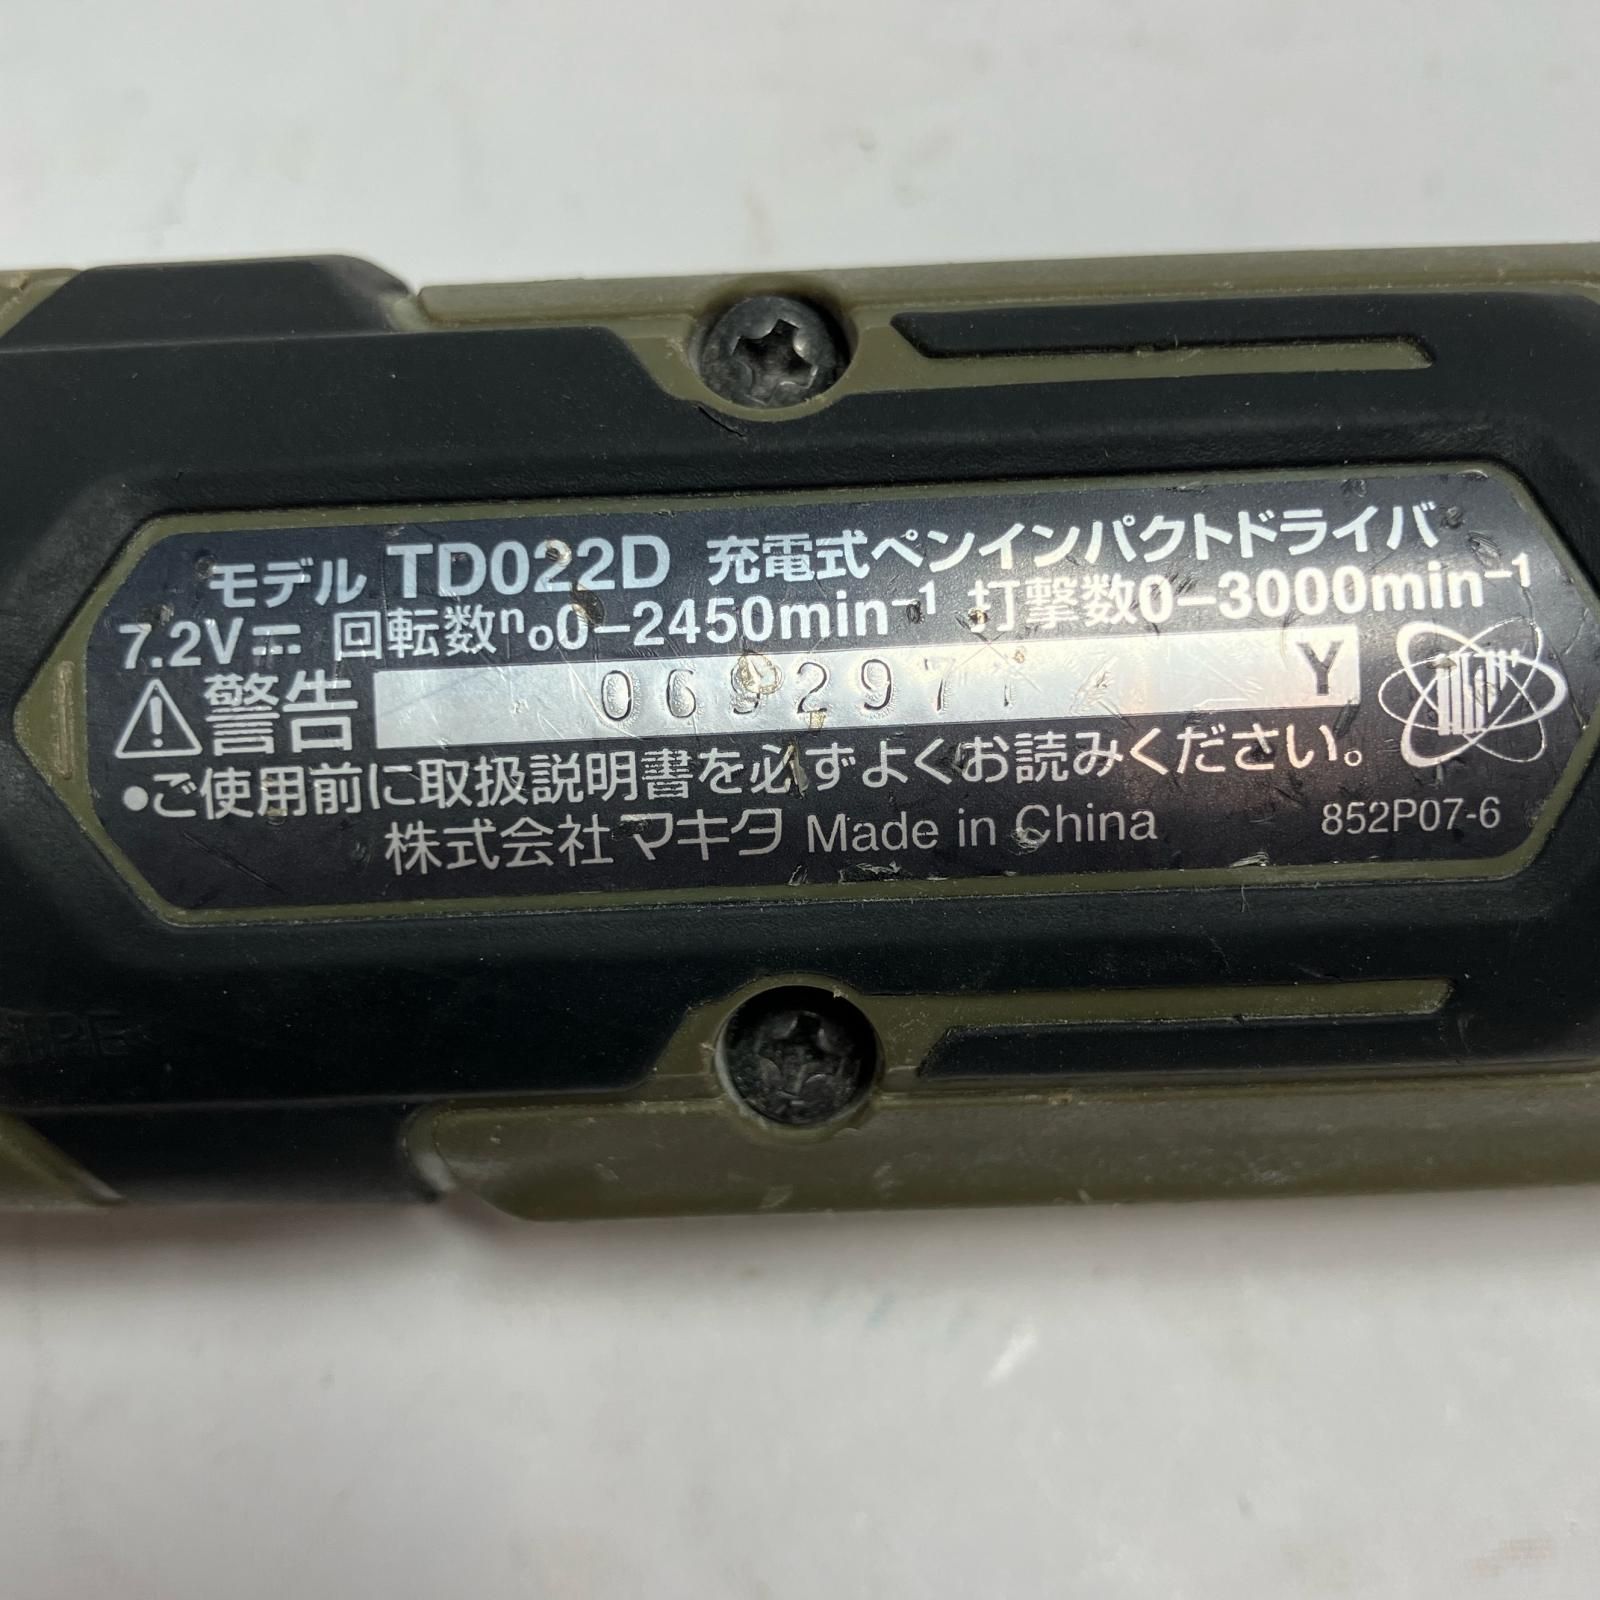 モデル TD022D 充電式ペンインパクトドライバ
7.2V⎓ 回転数n₀0–2450min⁻¹ 打撃数0–3000min⁻¹
⚠警告 Y
●ご使用前に取扱説明書を必ずよくお読みください。
株式会社マキタ Made in China 852P07-6